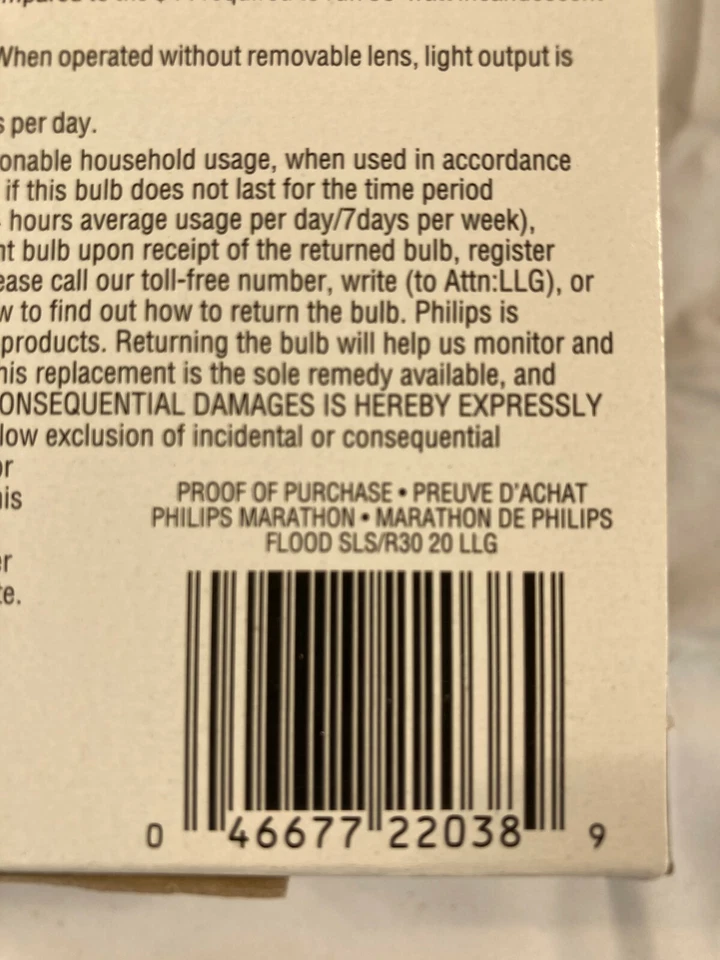 When operated without removable lens, light output is
s per day.
onable household usage, when used in accordance
if this bulb does not last for the time period
hours average usage per day/7days per week),
nt bulb upon receipt of the returned bulb, register
ease call our toll-free number, write (to Attn:LLG), or
w to find out how to return the bulb. Philips is
products. Returning the bulb will help us monitor and
his replacement is the sole remedy available, and
ONSEQUENTIAL DAMAGES IS HEREBY EXPRESSLY
low exclusion of incidental or consequential
or
his
er
te.
PROOF OF PURCHASE • PREUVE D'ACHAT
PHILIPS MARATHON • MARATHON DE PHILIPS
FLOOD SLS/R30 20 LLG
0 46677 22038 9